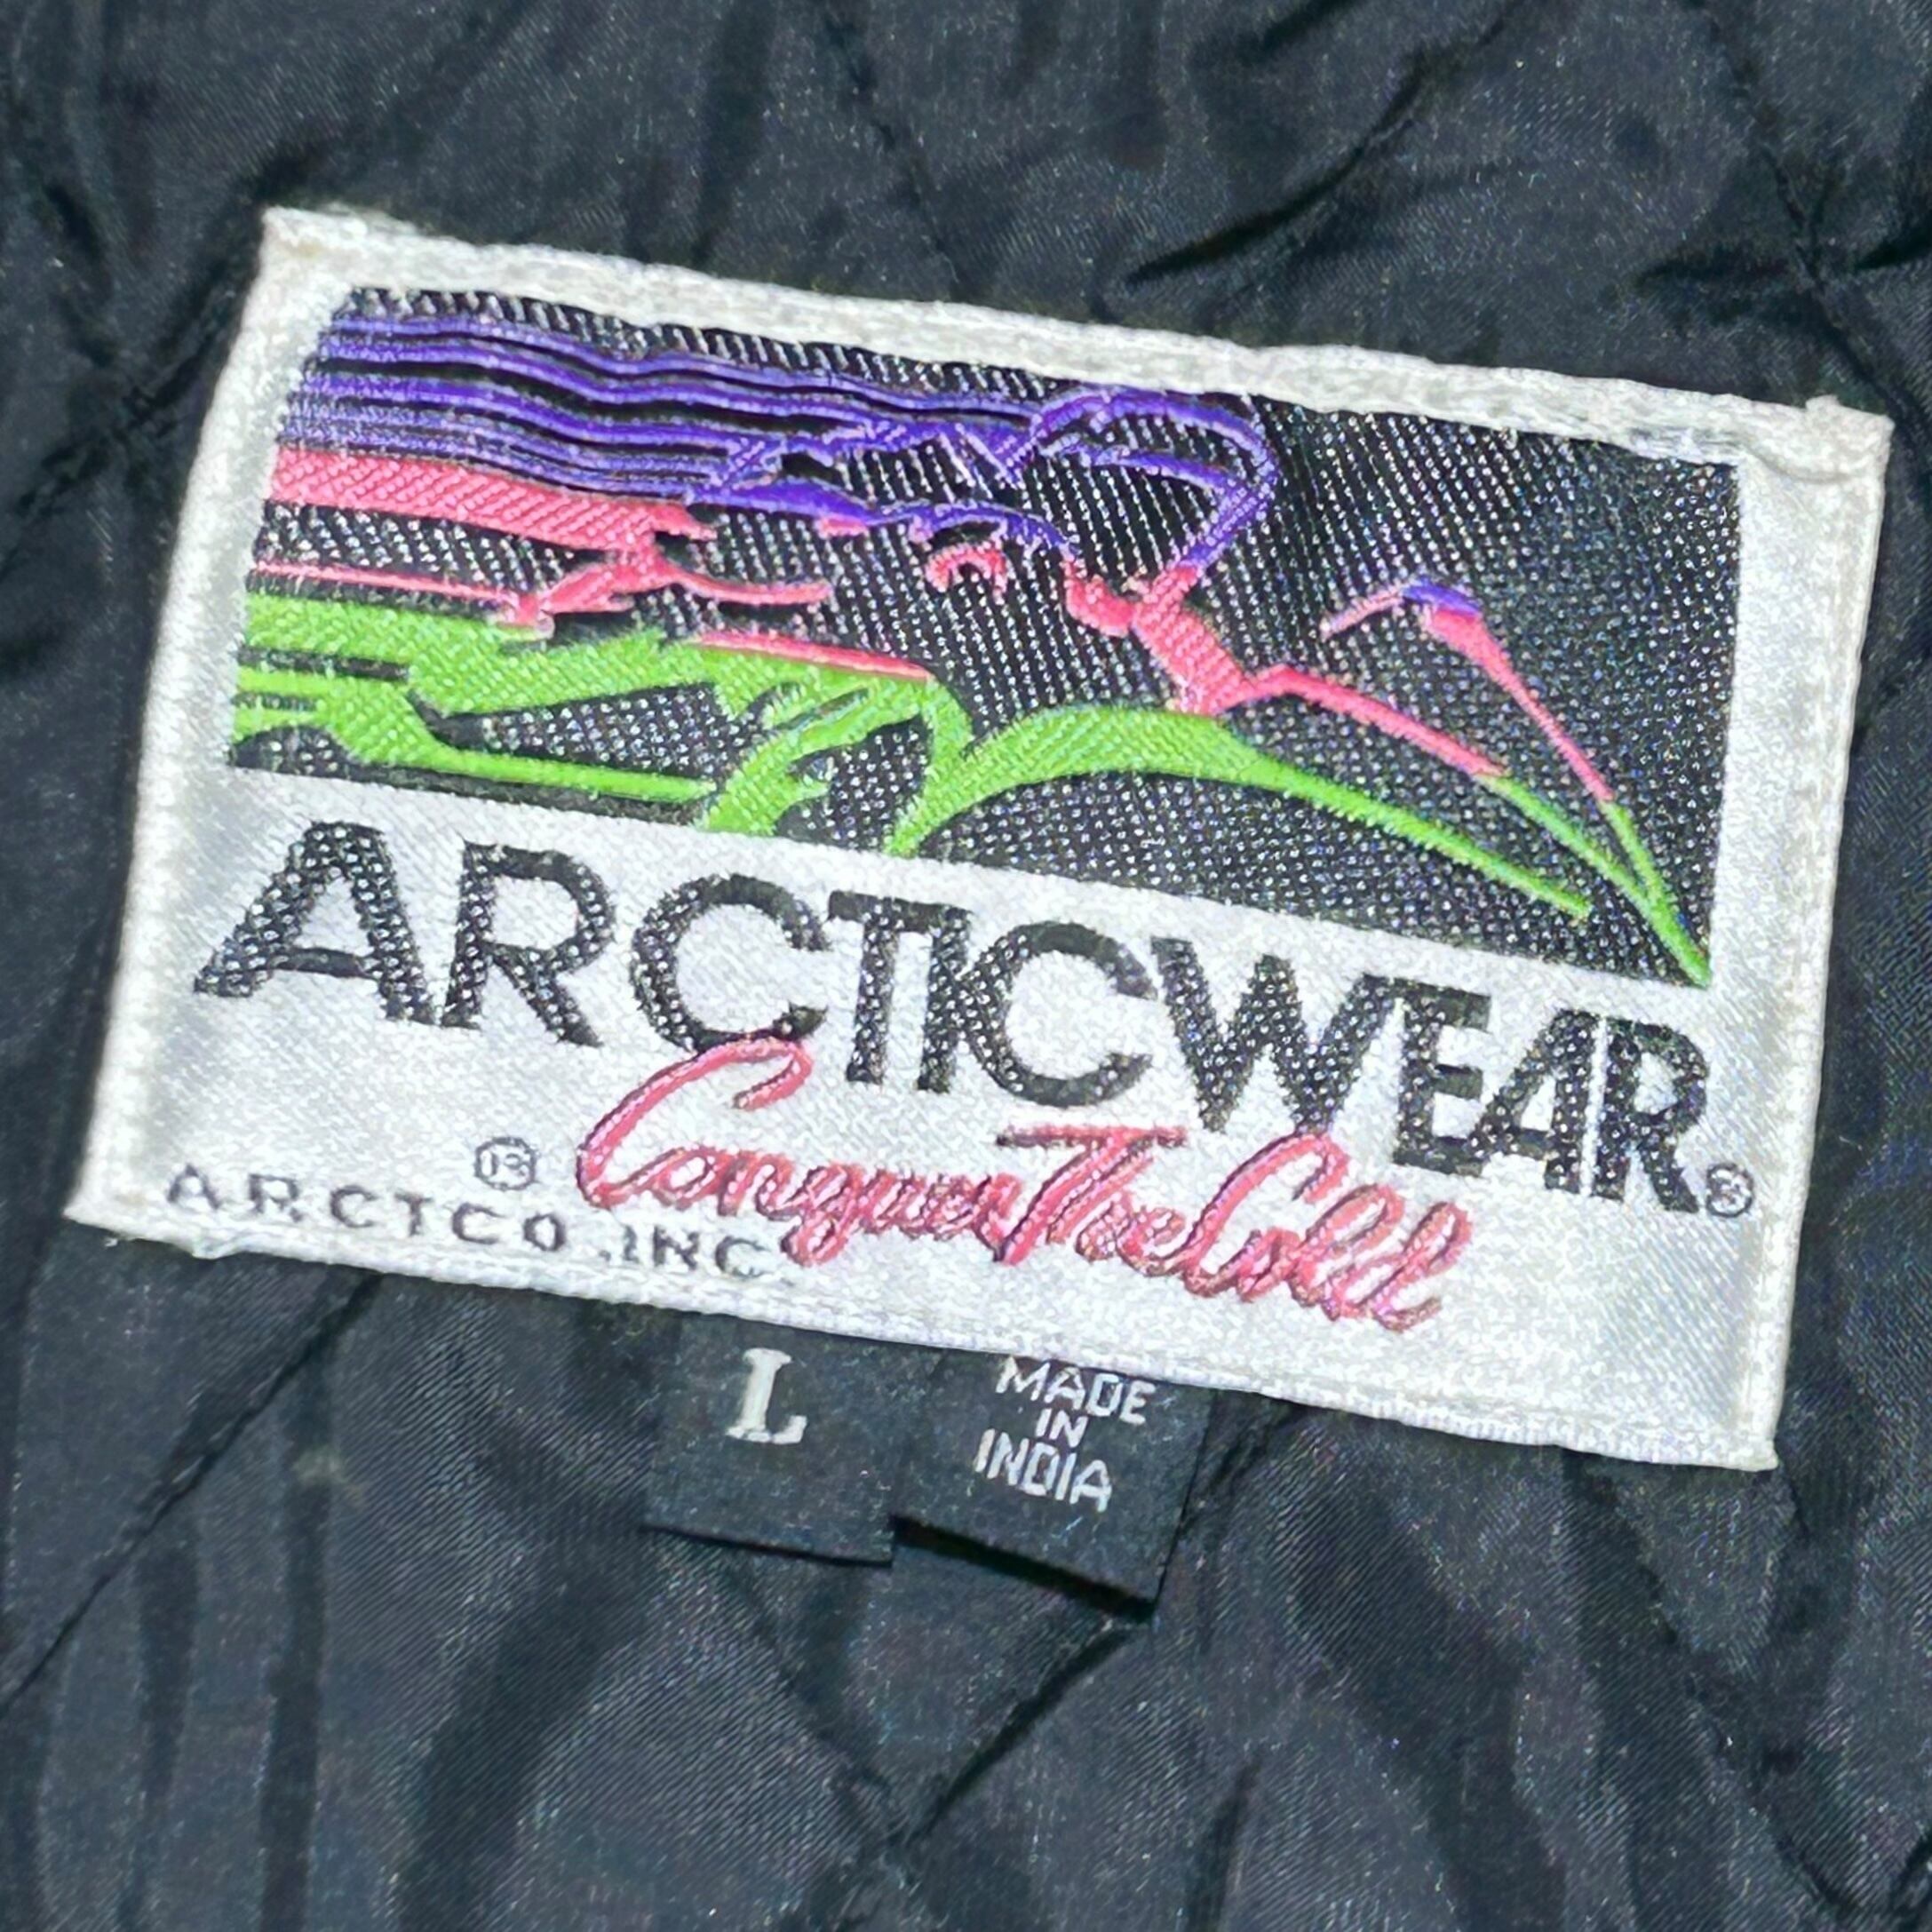 ARCTICWEAR®
Conquer The Cold
®
ARCTCO, INC.
L
MADE
IN
INDIA